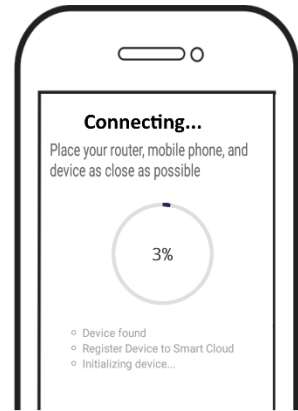 Connecting...
Place your router, mobile phone, and
device as close as possible
3%
Device found
Register Device to Smart Cloud
Initializing device...